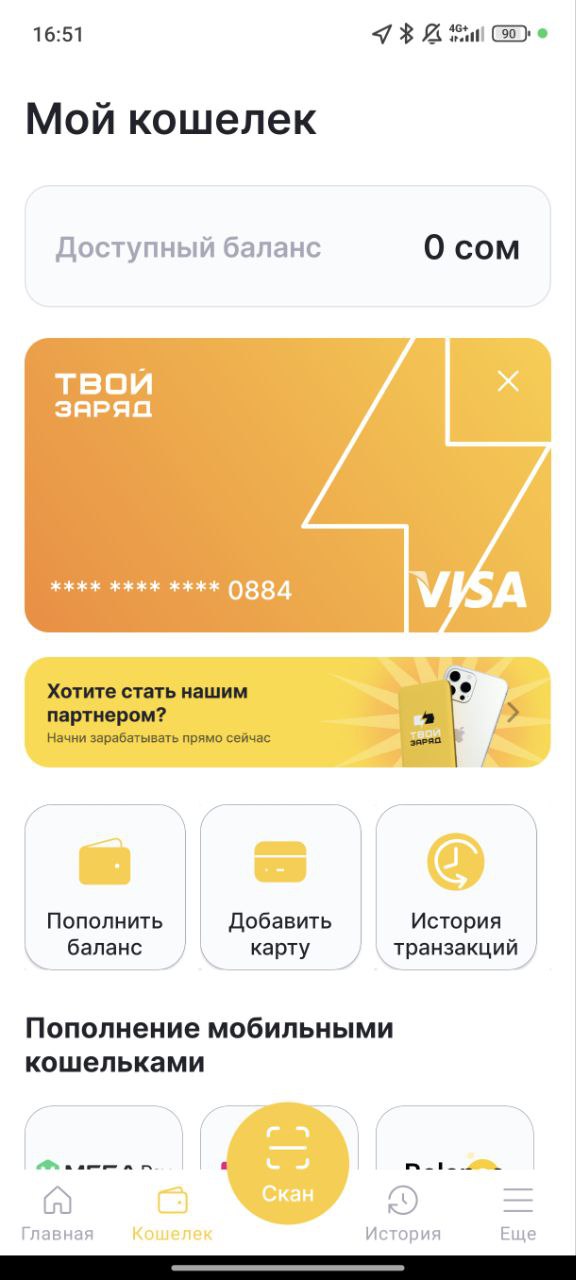 16:51
4G+
90
Мой кошелек
Доступный баланс
0 сом
ТВОЙ
ЗАРЯД
**** **** **** 0884
VISA
Хотите стать нашим
партнером?
Начни зарабатывать прямо сейчас
ТВОЙ
ЗАРЯД
Пополнить
баланс
Добавить
карту
История
транзакций
Пополнение мобильными
кошельками
Скан
Главная
Кошелек
История
Еще